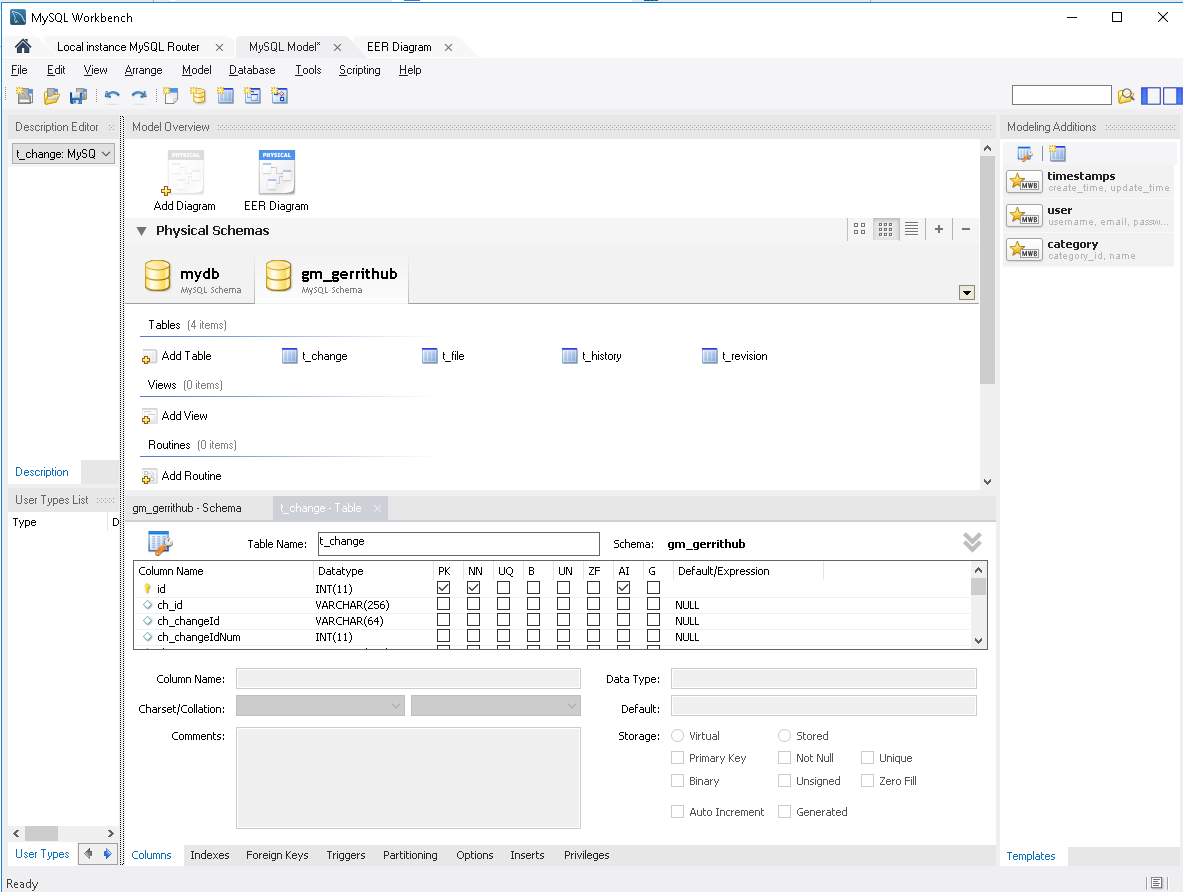 MySQL Workbench
Local instance MySQL Router
MySQL Model*
EER Diagram
File Edit View Arrange Model Database Tools Scripting Help
Description Editor
t_change: MySQ
Model Overview
Modeling Additions
PHYSICAL
Add Diagram
PHYSICAL
EER Diagram
MWB
timestamps
create_time, update_time
MWB
user
username, email, passw...
MWB
category
category_id, name
Physical Schemas
mydb
MySQL Schema
gm_gerrithub
MySQL Schema
Tables (4 items)
Add Table t_change t_file t_history t_revision
Views (0 items)
Add View
Routines (0 items)
Add Routine
Description
User Types List
Type D
gm_gerrithub - Schema
t_change - Table
Table Name: t_change Schema: gm_gerrithub
Column Name Datatype PK NN UQ B UN ZF AI G Default/Expression
id INT(11)
ch_id VARCHAR(256) NULL
ch_changeId VARCHAR(64) NULL
ch_changeIdNum INT(11) NULL
Column Name: Data Type:
Charset/Collation: Default:
Comments: Storage: Virtual Stored
Primary Key Not Null Unique
Binary Unsigned Zero Fill
Auto Increment Generated
User Types
Columns Indexes Foreign Keys Triggers Partitioning Options Inserts Privileges
Templates
Ready